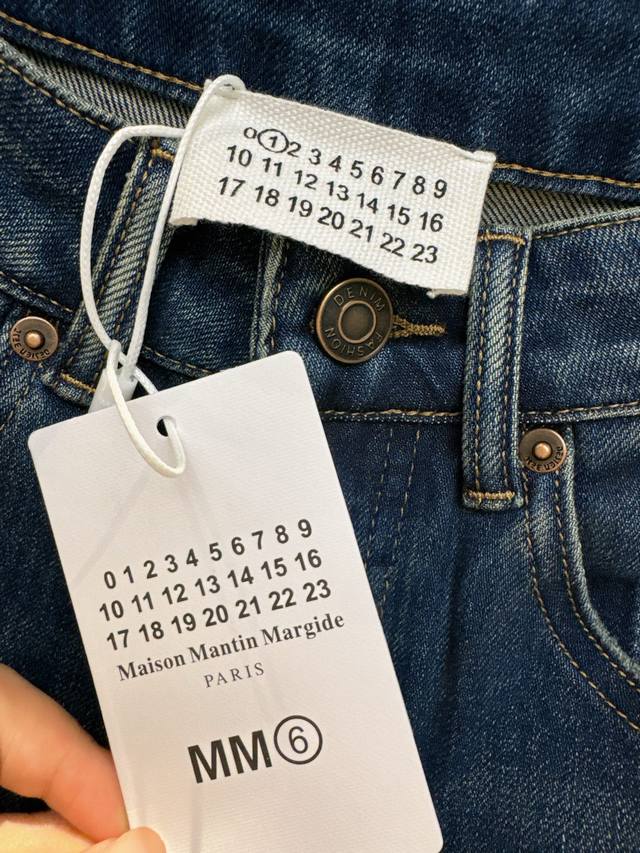 0 1 2 3 4 5 6 7 8 9
10 11 12 13 14 15 16
17 18 19 20 21 22 23
DENIM
FASHION
0 1 2 3 4 5 6 7 8 9
10 11 12 13 14 15 16
17 18 19 20 21 22 23
Maison Mantin Margide
PARIS
MM6